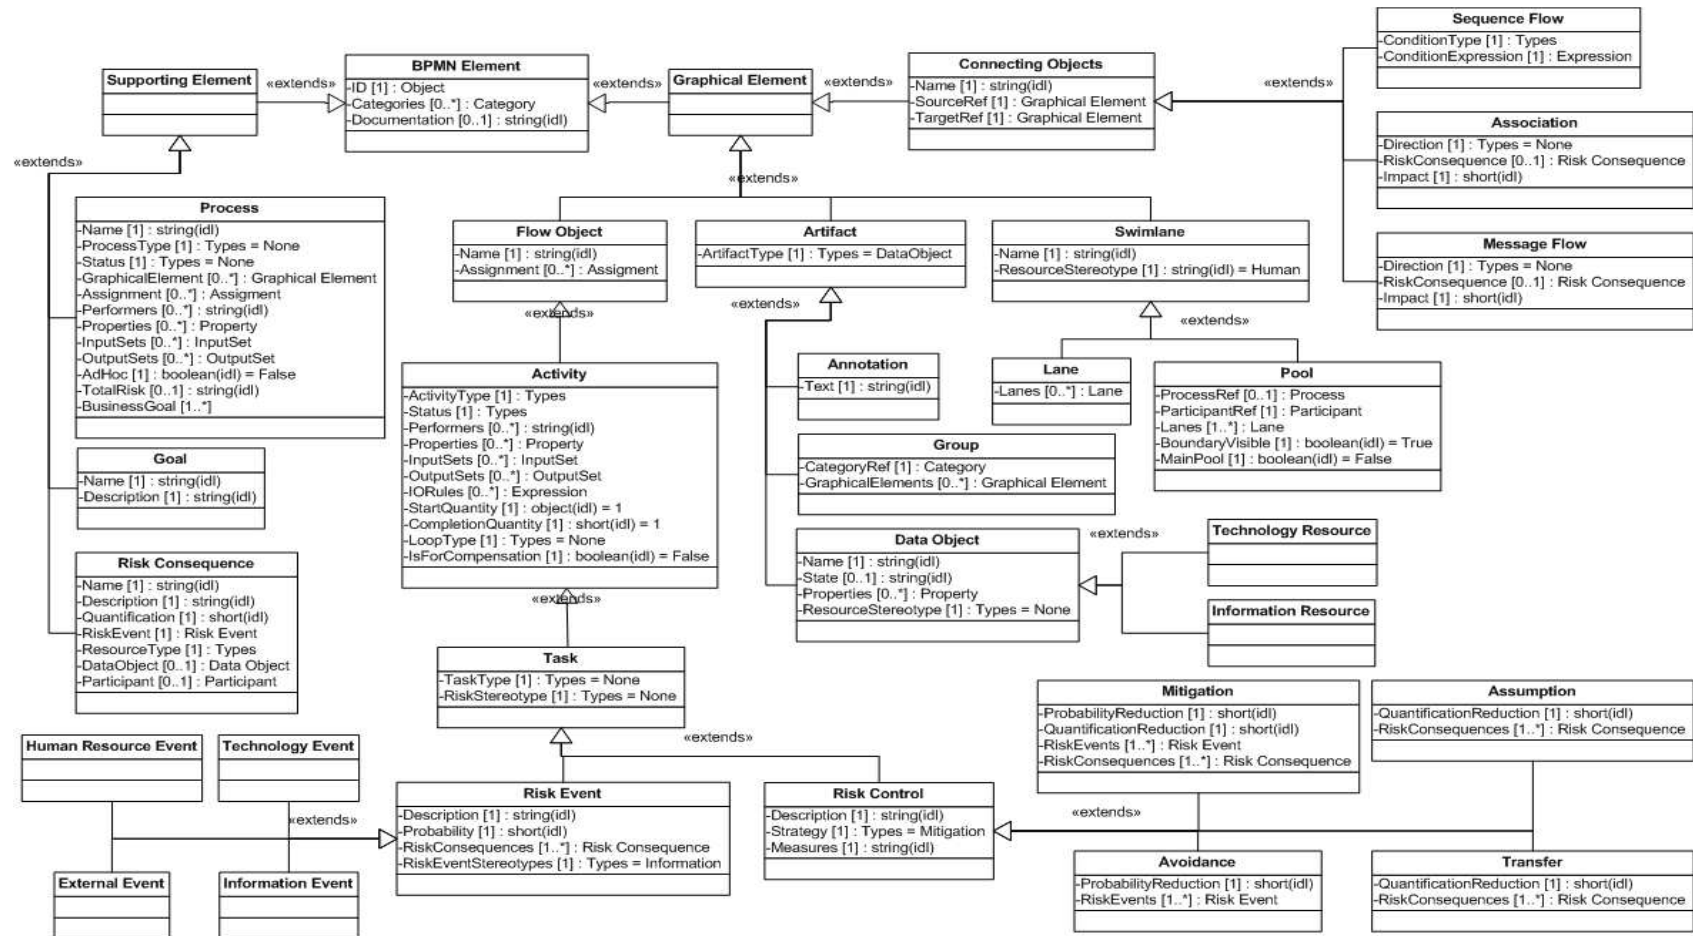 Supporting Element
«extends»
BPMN Element
-ID [1] : Object
-Categories [0..*] : Category
-Documentation [0..1] : string(idl)
«extends»
Graphical Element
«extends»
Connecting Objects
-Name [1] : string(idl)
-SourceRef [1] : Graphical Element
-TargetRef [1] : Graphical Element
«extends»
Sequence Flow
-ConditionType [1] : Types
-ConditionExpression [1] : Expression
Association
-Direction [1] : Types = None
-RiskConsequence [0..1] : Risk Consequence
-Impact [1] : short(idl)
Message Flow
-Direction [1] : Types = None
-RiskConsequence [0..1] : Risk Consequence
-Impact [1] : short(idl)
«extends»
«extends»
Process
-Name [1] : string(idl)
-ProcessType [1] : Types = None
-Status [1] : Types = None
-GraphicalElement [0..*] : Graphical Element
-Assignment [0..*] : Assigment
-Performers [0..*] : string(idl)
-Properties [0..*] : Property
-InputSets [0..*] : InputSet
-OutputSets [0..*] : OutputSet
-AdHoc [1] : boolean(idl) = False
-TotalRisk [0..1] : string(idl)
-BusinessGoal [1..*]
Flow Object
-Name [1] : string(idl)
-Assignment [0..*] : Assigment
Artifact
-ArtifactType [1] : Types = DataObject
Swimlane
-Name [1] : string(idl)
-ResourceStereotype [1] : string(idl) = Human
«extends»
«extends»
«extends»
Activity
-ActivityType [1] : Types
-Status [1] : Types
-Performers [0..*] : string(idl)
-Properties [0..*] : Property
-InputSets [0..*] : InputSet
-OutputSets [0..*] : OutputSet
-IORules [0..*] : Expression
-StartQuantity [1] : object(idl) = 1
-CompletionQuantity [1] : short(idl) = 1
-LoopType [1] : Types = None
-IsForCompensation [1] : boolean(idl) = False
Annotation
-Text [1] : string(idl)
Lane
-Lanes [0..*] : Lane
Pool
-ProcessRef [0..1] : Process
-ParticipantRef [1] : Participant
-Lanes [1..*] : Lane
-BoundaryVisible [1] : boolean(idl) = True
-MainPool [1] : boolean(idl) = False
Group
-CategoryRef [1] : Category
-GraphicalElements [0..*] : Graphical Element
Goal
-Name [1] : string(idl)
-Description [1] : string(idl)
Data Object
-Name [1] : string(idl)
-State [0..1] : string(idl)
-Properties [0..*] : Property
-ResourceStereotype [1] : Types = None
«extends»
Technology Resource
Information Resource
Risk Consequence
-Name [1] : string(idl)
-Description [1] : string(idl)
-Quantification [1] : short(idl)
-RiskEvent [1] : Risk Event
-ResourceType [1] : Types
-DataObject [0..1] : Data Object
-Participant [0..1] : Participant
«extends»
Task
-TaskType [1] : Types = None
-RiskStereotype [1] : Types = None
«extends»
Mitigation
-ProbabilityReduction [1] : short(idl)
-QuantificationReduction [1] : short(idl)
-RiskEvents [1..*] : Risk Event
-RiskConsequences [1..*] : Risk Consequence
Assumption
-QuantificationReduction [1] : short(idl)
-RiskConsequences [1..*] : Risk Consequence
Human Resource Event
Technology Event
«extends»
Risk Event
-Description [1] : string(idl)
-Probability [1] : short(idl)
-RiskConsequences [1..*] : Risk Consequence
-RiskEventStereotypes [1] : Types = Information
Risk Control
-Description [1] : string(idl)
-Strategy [1] : Types = Mitigation
-Measures [1] : string(idl)
«extends»
External Event
Information Event
Avoidance
-ProbabilityReduction [1] : short(idl)
-RiskEvents [1..*] : Risk Event
Transfer
-QuantificationReduction [1] : short(idl)
-RiskConsequences [1..*] : Risk Consequence